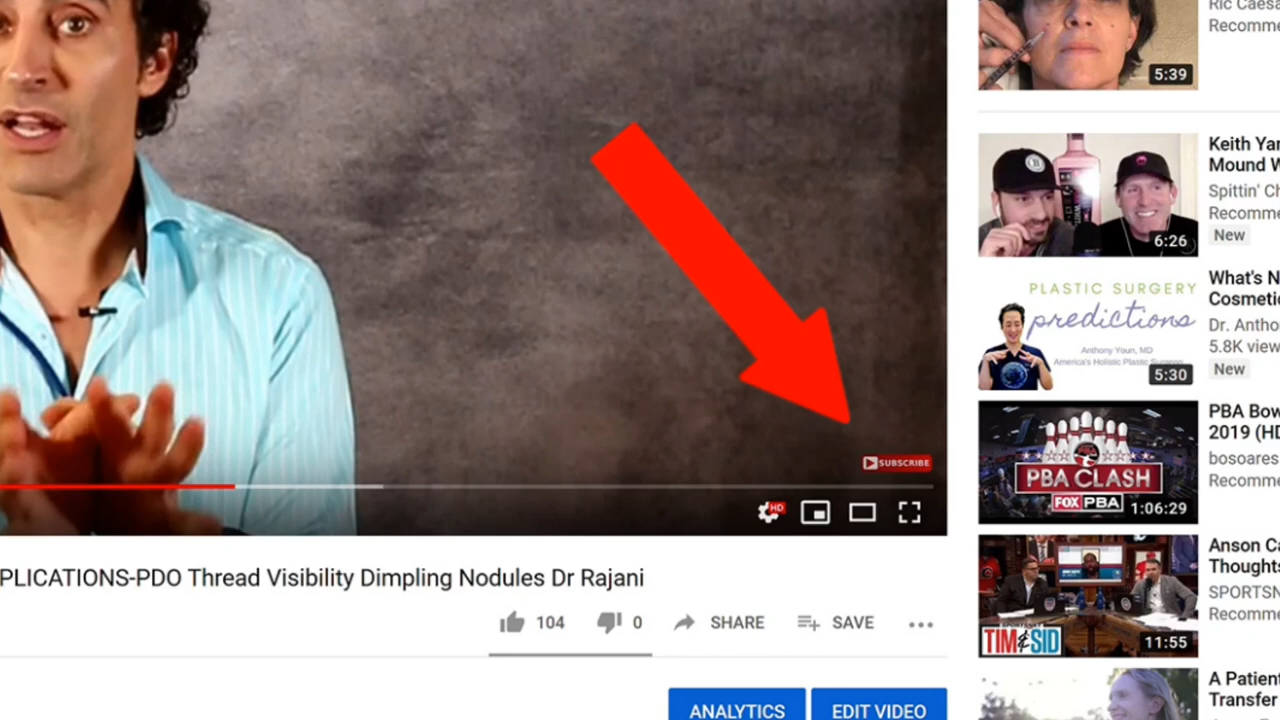 Ric Caesa
Recomme
5:39
Keith Yar
Mound W
Spittin' Ch
Recomme
New
6:26
What's N
Cosmetic
Dr. Antho
5.8K view
New
PLASTIC SURGERY
predictions
Anthony Youn, MD
America's Holistic Plastic Surgeon
5:30
PBA Bow
2019 (HD
bosoares
Recomme
PBA CLASH
FOX PBA
1:06:29
Anson Ca
Thoughts
SPORTSN
Recomme
TIM & SID
11:55
A Patient
Transfer
SUBSCRIBE
HD
PLICATIONS-PDO Thread Visibility Dimpling Nodules Dr Rajani
104 0 SHARE SAVE
ANALYTICS EDIT VIDEO